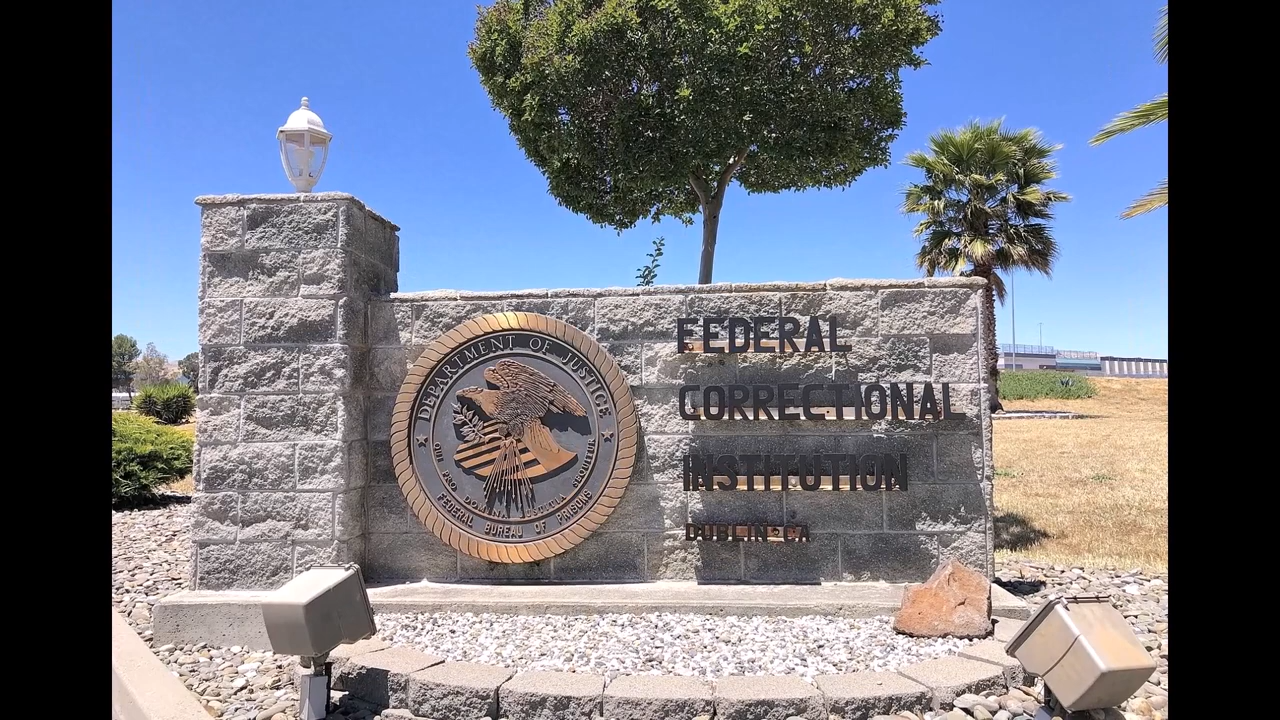 DEPARTMENT OF JUSTICE
QUI PRO DOMINA JUSTITIA SEQUITUR
FEDERAL BUREAU OF PRISONS
FEDERAL
CORRECTIONAL
INSTITUTION
DUBLIN CA